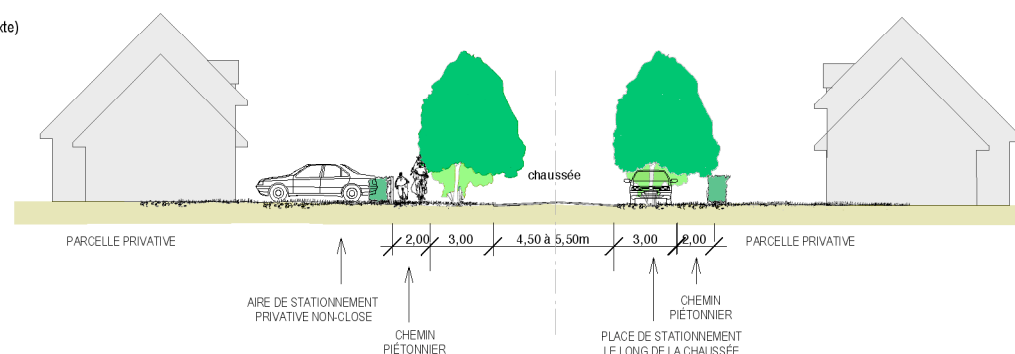 xte)
chaussée
PARCELLE PRIVATIVE
2,00
3,00
4,50 à 5,50m
3,00
2,00
PARCELLE PRIVATIVE
AIRE DE STATIONNEMENT
PRIVATIVE NON-CLOSE
CHEMIN
PIÉTONNIER
CHEMIN
PIÉTONNIER
PLACE DE STATIONNEMENT
LE LONG DE LA CHAUSSÉE